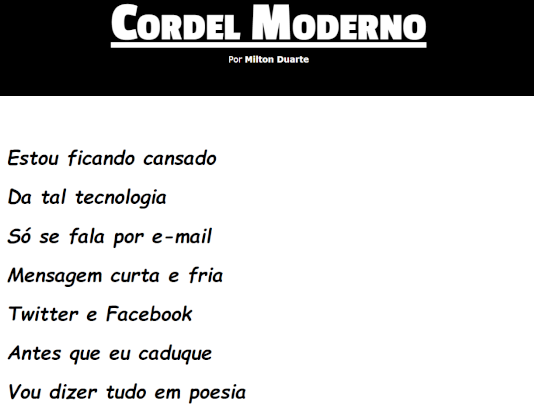 Cordel Moderno
Por Milton Duarte
Estou ficando cansado
Da tal tecnologia
Só se fala por e-mail
Mensagem curta e fria
Twitter e Facebook
Antes que eu caduque
Vou dizer tudo em poesia